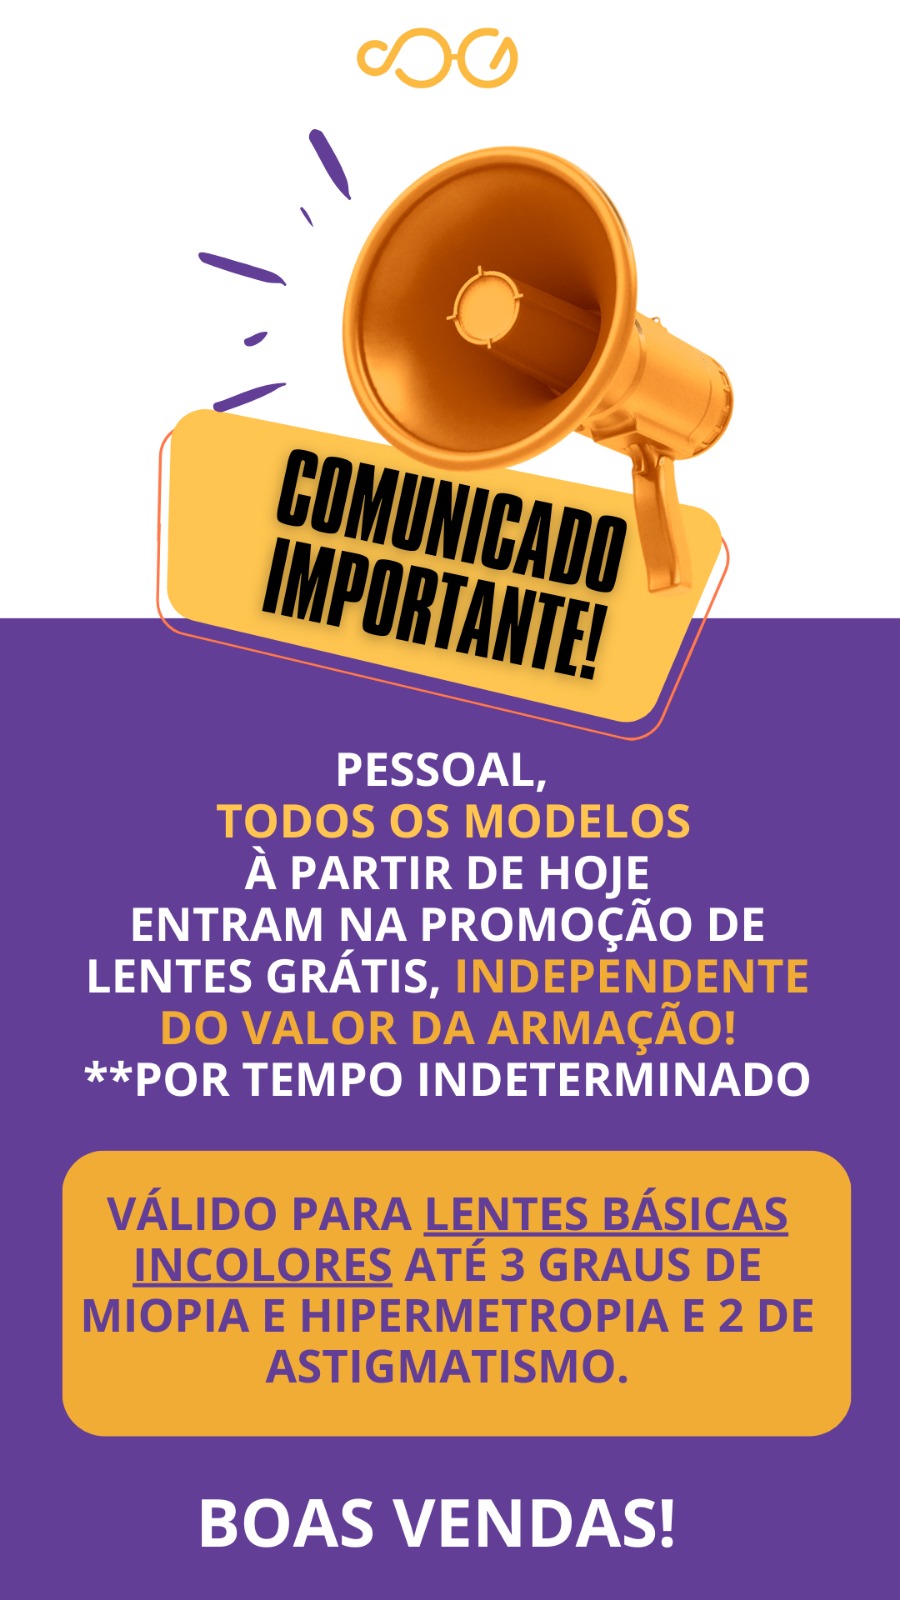 COMUNICADO
IMPORTANTE!
PESSOAL,
TODOS OS MODELOS
À PARTIR DE HOJE
ENTRAM NA PROMOÇÃO DE
LENTES GRÁTIS, INDEPENDENTE
DO VALOR DA ARMAÇÃO!
**POR TEMPO INDETERMINADO
VÁLIDO PARA LENTES BÁSICAS
INCOLORES ATÉ 3 GRAUS DE
MIOPIA E HIPERMETROPIA E 2 DE
ASTIGMATISMO.
BOAS VENDAS!